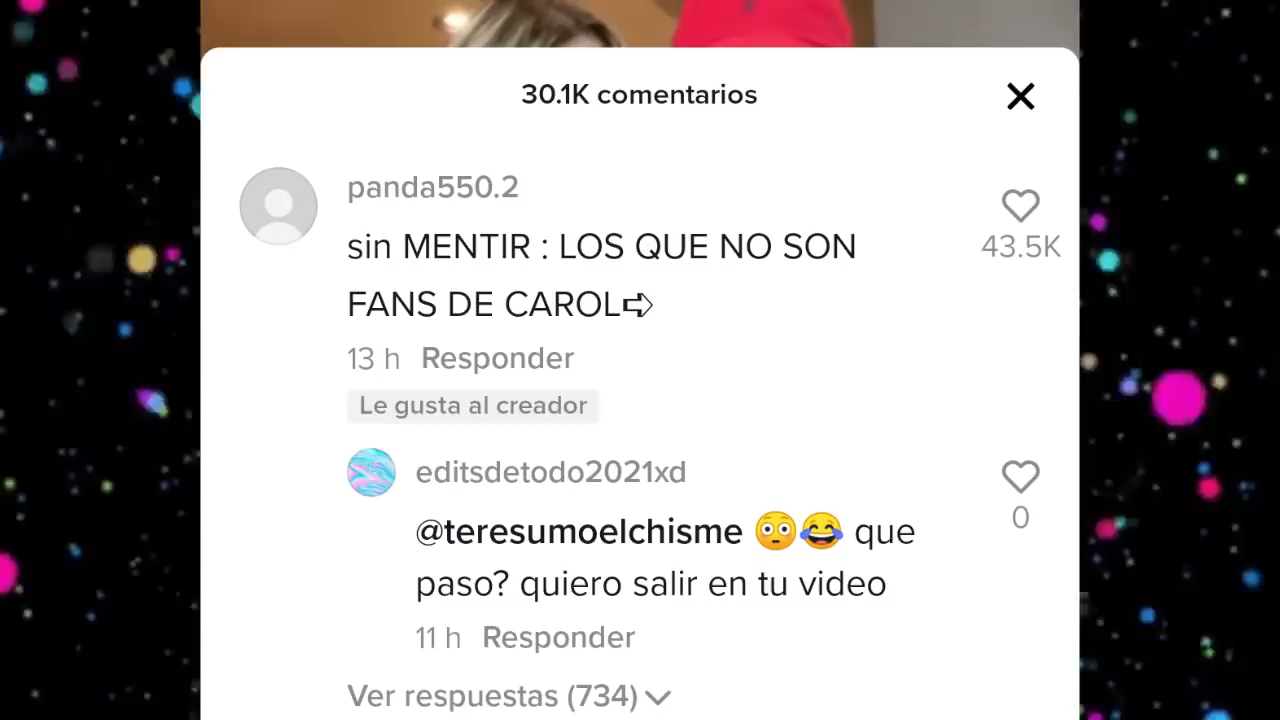 30.1K comentarios
panda550.2
sin MENTIR : LOS QUE NO SON
FANS DE CAROL➪
43.5K
13 h Responder
Le gusta al creador
editsdetodo2021xd
@teresumoelchisme 😳😂 que
paso? quiero salir en tu video
0
11 h Responder
Ver respuestas (734)